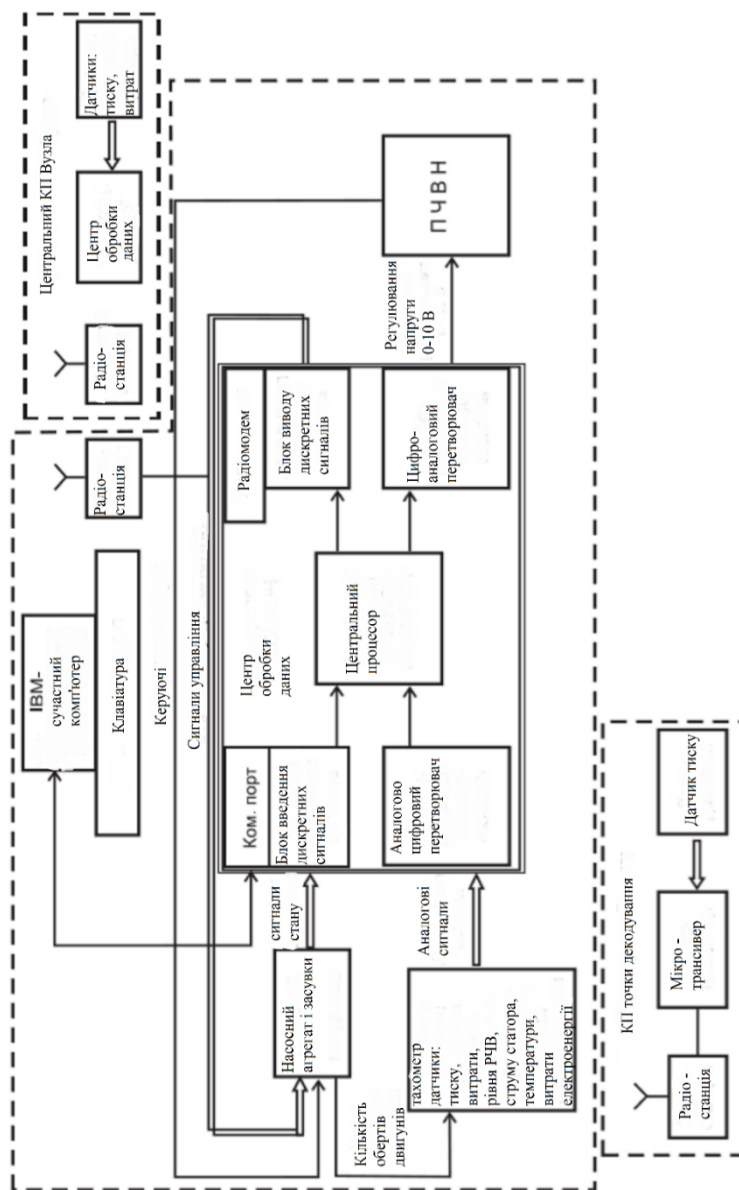 ІВМ-
сучастний
комп'ютер
Клавіатура
Радіо-
станція
Радіо-
станція
Центр
обробки
даних
Датчики:
тиску,
витрат
Центральний КП Вузла
Керуючі
Сигнали управління
Насосний
агрегат і засувки
сигнали
стану
Ком. порт
Блок введення
дискретних
сигналів
Центр
обробки
даних
Радіомодем
Блок виводу
дискретних
сигналів
Центральний
процесор
Кількість
обертів
двигунів
тахометр
датчики:
тиску,
витрати,
рівня РЧВ,
струму статора,
температури,
витрати
електроенергії
Аналогові
сигнали
Аналогово
цифровий
перетворювач
Цифро-
аналоговий
перетворювач
Регулювання
напруги
0-10 В
П Ч В Н
КП точки декодування
Радіо -
станція
Мікро -
трансивер
Датчик тиску